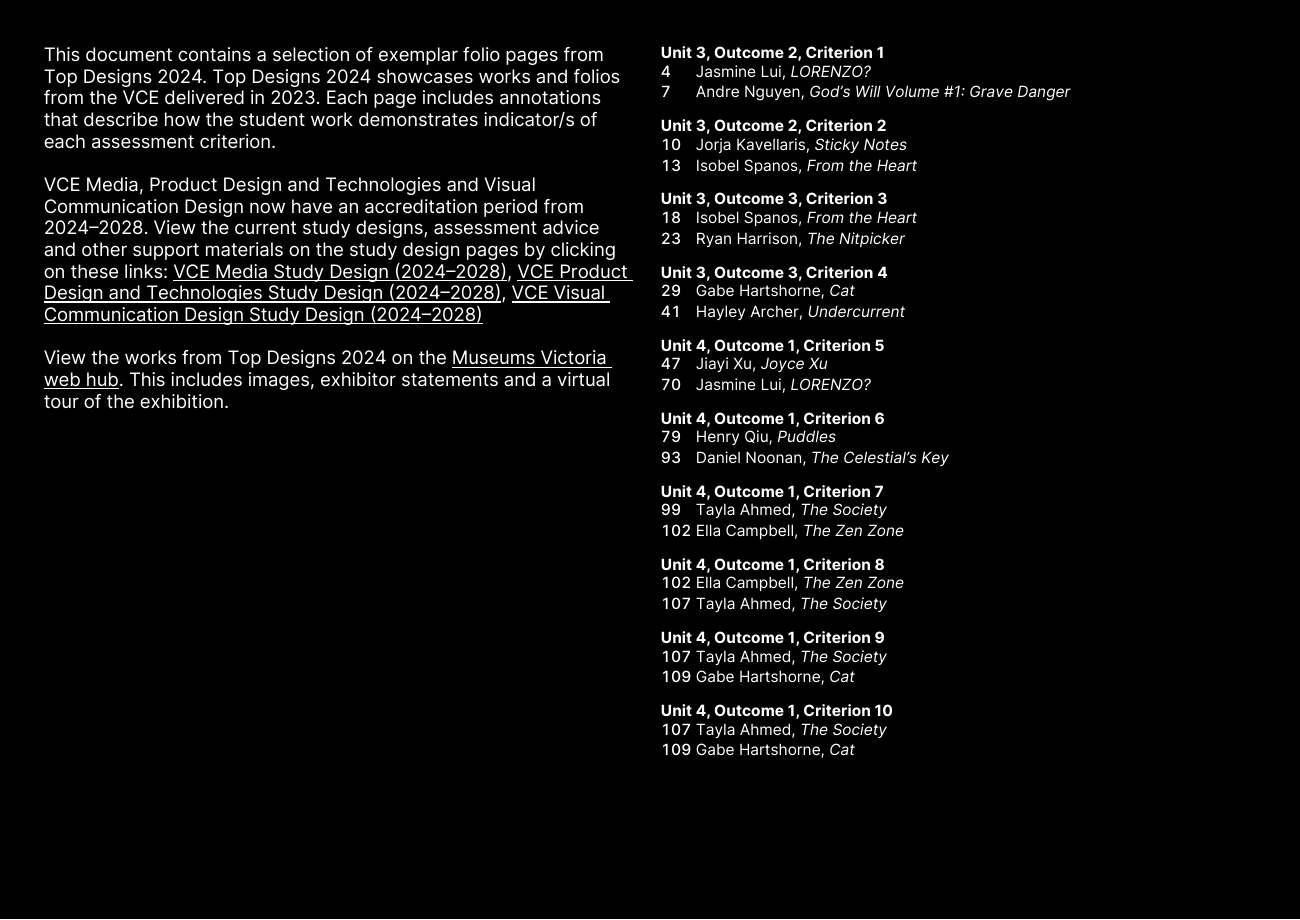 This document contains a selection of exemplar folio pages from
Top Designs 2024. Top Designs 2024 showcases works and folios
from the VCE delivered in 2023. Each page includes annotations
that describe how the student work demonstrates indicator/s of
each assessment criterion.
VCE Media, Product Design and Technologies and Visual
Communication Design now have an accreditation period from
2024–2028. View the current study designs, assessment advice
and other support materials on the study design pages by clicking
on these links: VCE Media Study Design (2024–2028), VCE Product
Design and Technologies Study Design (2024–2028), VCE Visual
Communication Design Study Design (2024–2028)
View the works from Top Designs 2024 on the Museums Victoria
web hub. This includes images, exhibitor statements and a virtual
tour of the exhibition.
Unit 3, Outcome 2, Criterion 1
4 Jasmine Lui, LORENZO?
7 Andre Nguyen, God’s Will Volume #1: Grave Danger
Unit 3, Outcome 2, Criterion 2
10 Jorja Kavellaris, Sticky Notes
13 Isobel Spanos, From the Heart
Unit 3, Outcome 3, Criterion 3
18 Isobel Spanos, From the Heart
23 Ryan Harrison, The Nitpicker
Unit 3, Outcome 3, Criterion 4
29 Gabe Hartshorne, Cat
41 Hayley Archer, Undercurrent
Unit 4, Outcome 1, Criterion 5
47 Jiayi Xu, Joyce Xu
70 Jasmine Lui, LORENZO?
Unit 4, Outcome 1, Criterion 6
79 Henry Qiu, Puddles
93 Daniel Noonan, The Celestial’s Key
Unit 4, Outcome 1, Criterion 7
99 Tayla Ahmed, The Society
102 Ella Campbell, The Zen Zone
Unit 4, Outcome 1, Criterion 8
102 Ella Campbell, The Zen Zone
107 Tayla Ahmed, The Society
Unit 4, Outcome 1, Criterion 9
107 Tayla Ahmed, The Society
109 Gabe Hartshorne, Cat
Unit 4, Outcome 1, Criterion 10
107 Tayla Ahmed, The Society
109 Gabe Hartshorne, Cat